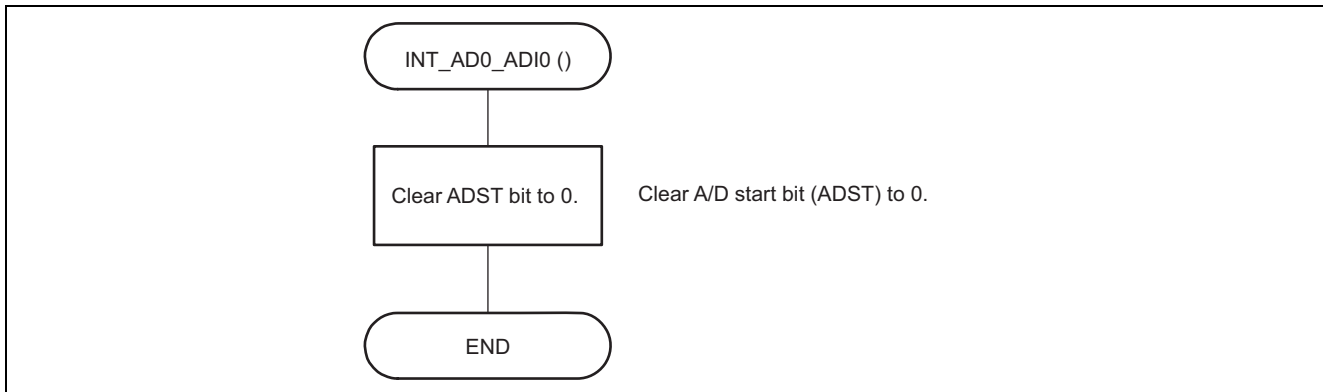 INT_AD0_ADI0 ()
Clear ADST bit to 0.
Clear A/D start bit (ADST) to 0.
END